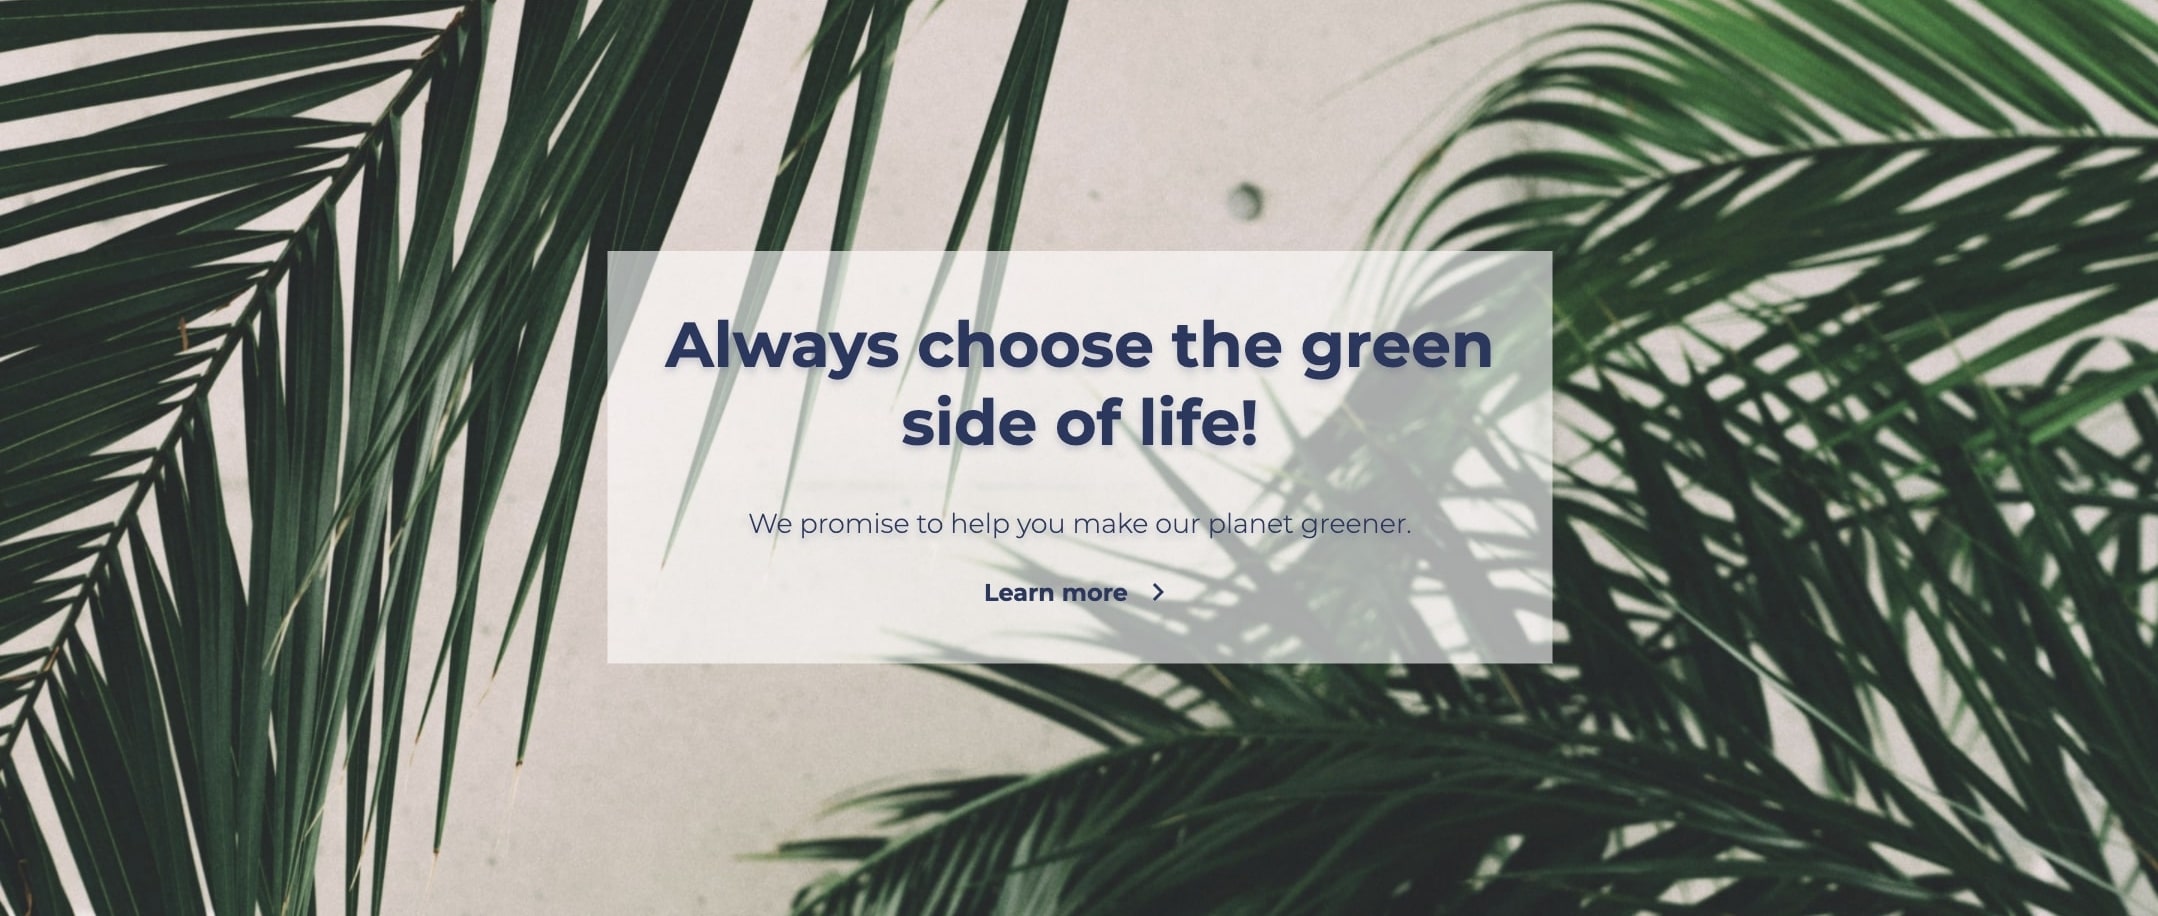 Always choose the green
side of life!
We promise to help you make our planet greener.
Learn more